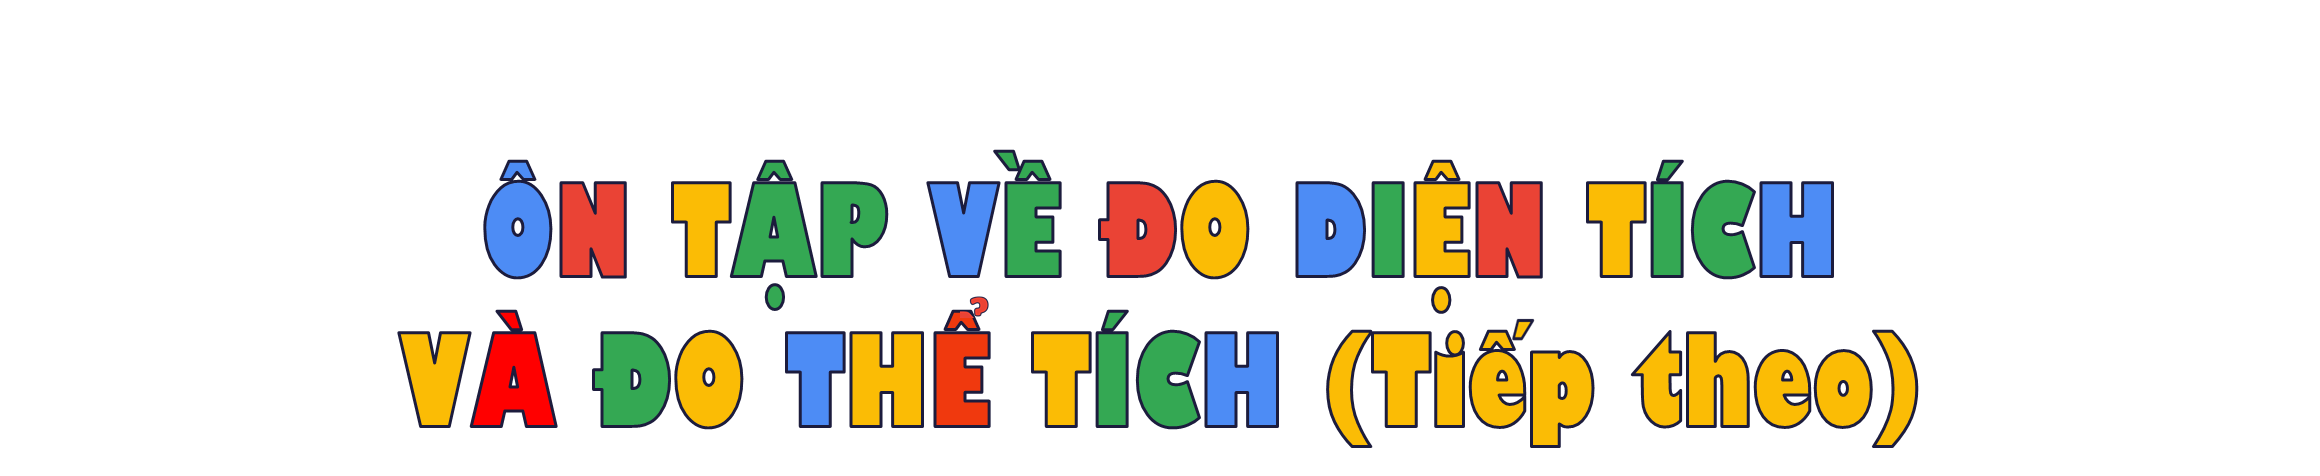 ÔN TẬP VỀ ĐO DIỆN TÍCH
VÀ ĐO THỂ TÍCH (Tiếp theo)